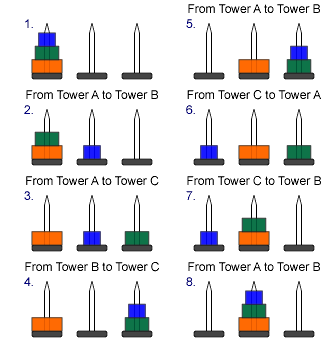 1.
From Tower A to Tower B
2.
From Tower A to Tower C
3.
From Tower B to Tower C
4.
From Tower A to Tower B
5.
From Tower C to Tower A
6.
From Tower C to Tower B
7.
From Tower A to Tower B
8.